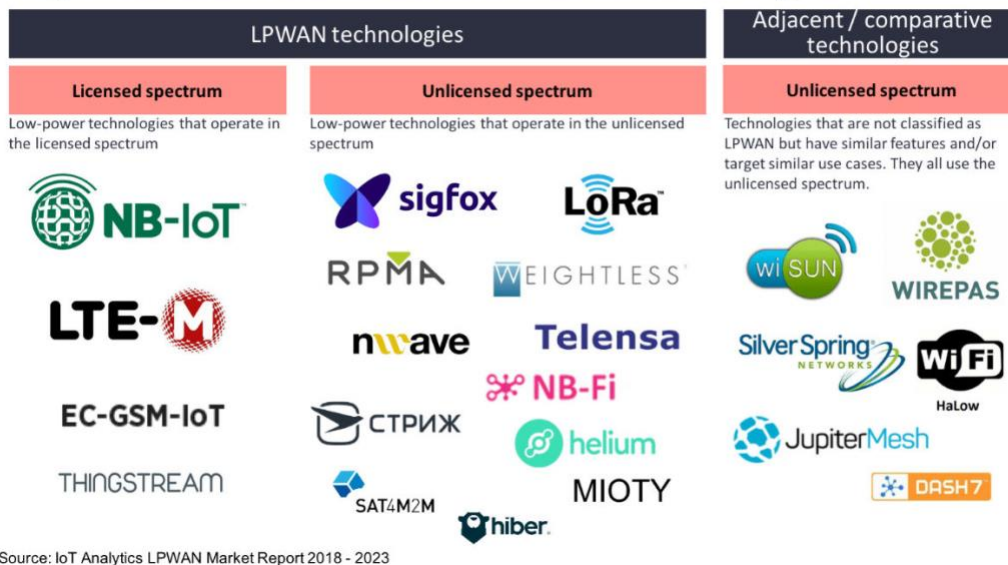 LPWAN technologies
Adjacent / comparative
technologies
Licensed spectrum
Unlicensed spectrum
Unlicensed spectrum
Low-power technologies that operate in
the licensed spectrum
Low-power technologies that operate in the unlicensed
spectrum
Technologies that are not classified as
LPWAN but have similar features and/or
target similar use cases. They all use the
unlicensed spectrum.
NB-IoT™
LTE-M
EC-GSM-IoT
THINGSTREAM
sigfox
LoRa™
RPMA
WEIGHTLESS
nwave
Telensa
NB-Fi
СТРИЖ
helium
SAT4M2M
MIOTY
hiber.
wi SUN
WIREPAS
Silver Spring
NETWORKS
Wi Fi
HaLow
JupiterMesh
DASH7
Source: IoT Analytics LPWAN Market Report 2018 - 2023